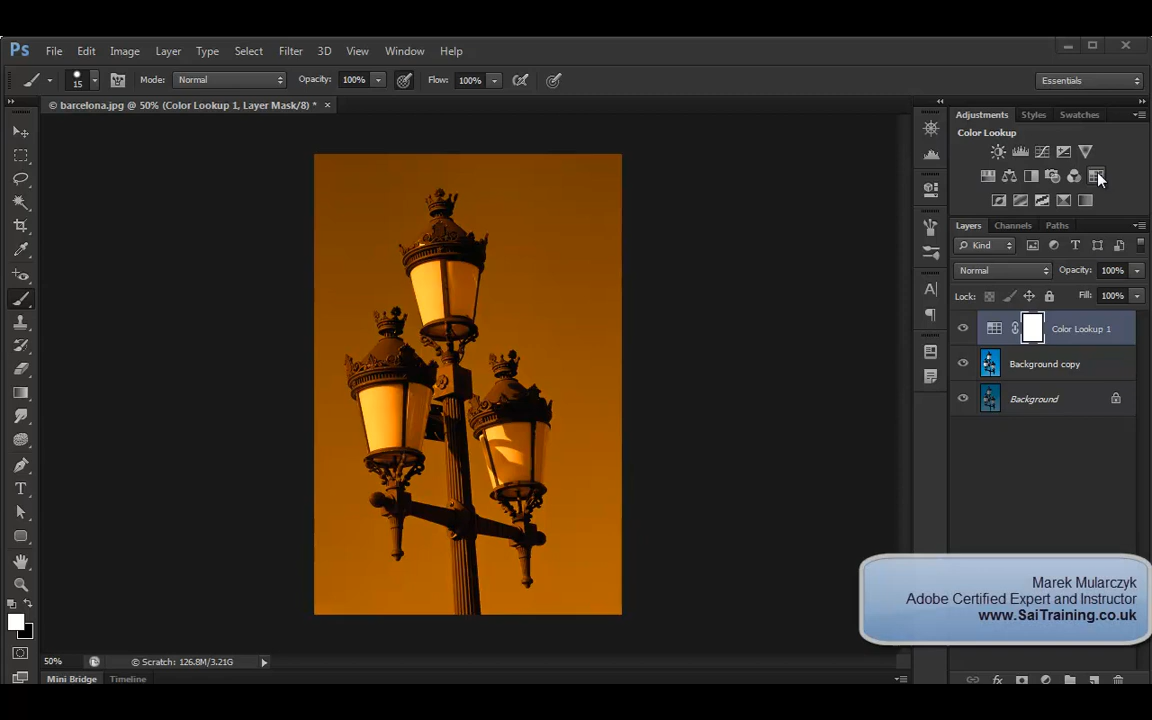 Ps File Edit Image Layer Type Select Filter 3D View Window Help
15 Mode: Normal Opacity: 100% Flow: 100% Essentials
© barcelona.jpg @ 50% (Color Lookup 1, Layer Mask/8) * ×
Adjustments Styles Swatches
Color Lookup
Layers Channels Paths
Kind
Normal Opacity: 100%
Lock: Fill: 100%
Color Lookup 1
Background copy
Background
Marek Mularczyk
Adobe Certified Expert and Instructor
www.SaiTraining.co.uk
50% © Scratch: 126.8M/3.21G
Mini Bridge Timeline